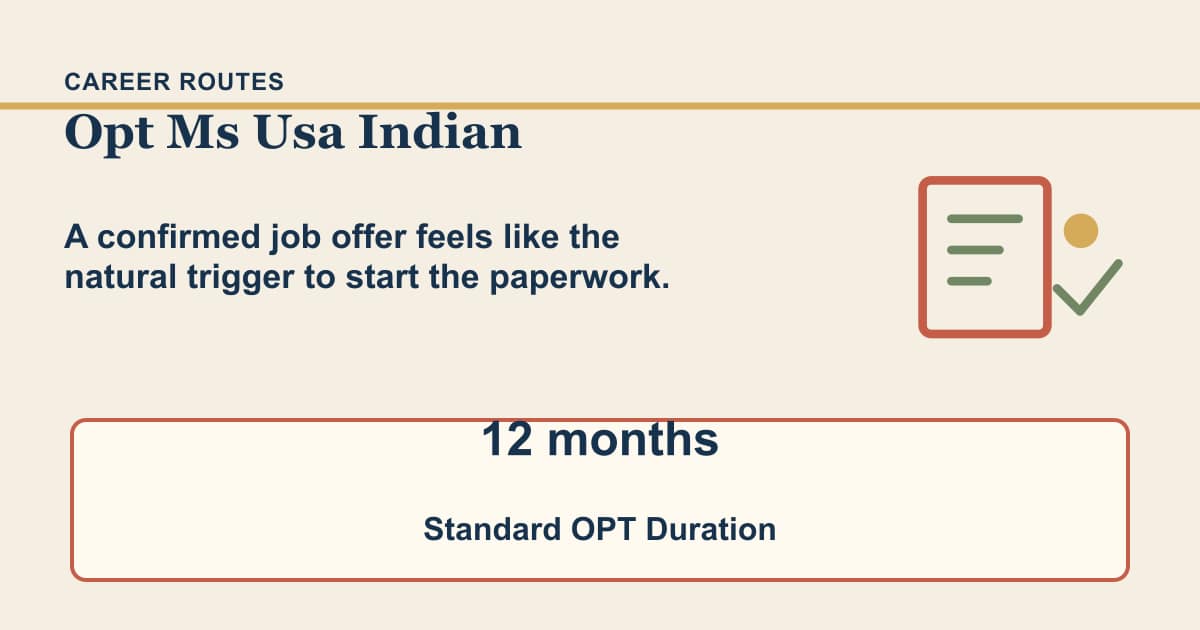 CAREER ROUTES
Opt Ms Usa Indian
A confirmed job offer feels like the
natural trigger to start the paperwork.
12 months
Standard OPT Duration